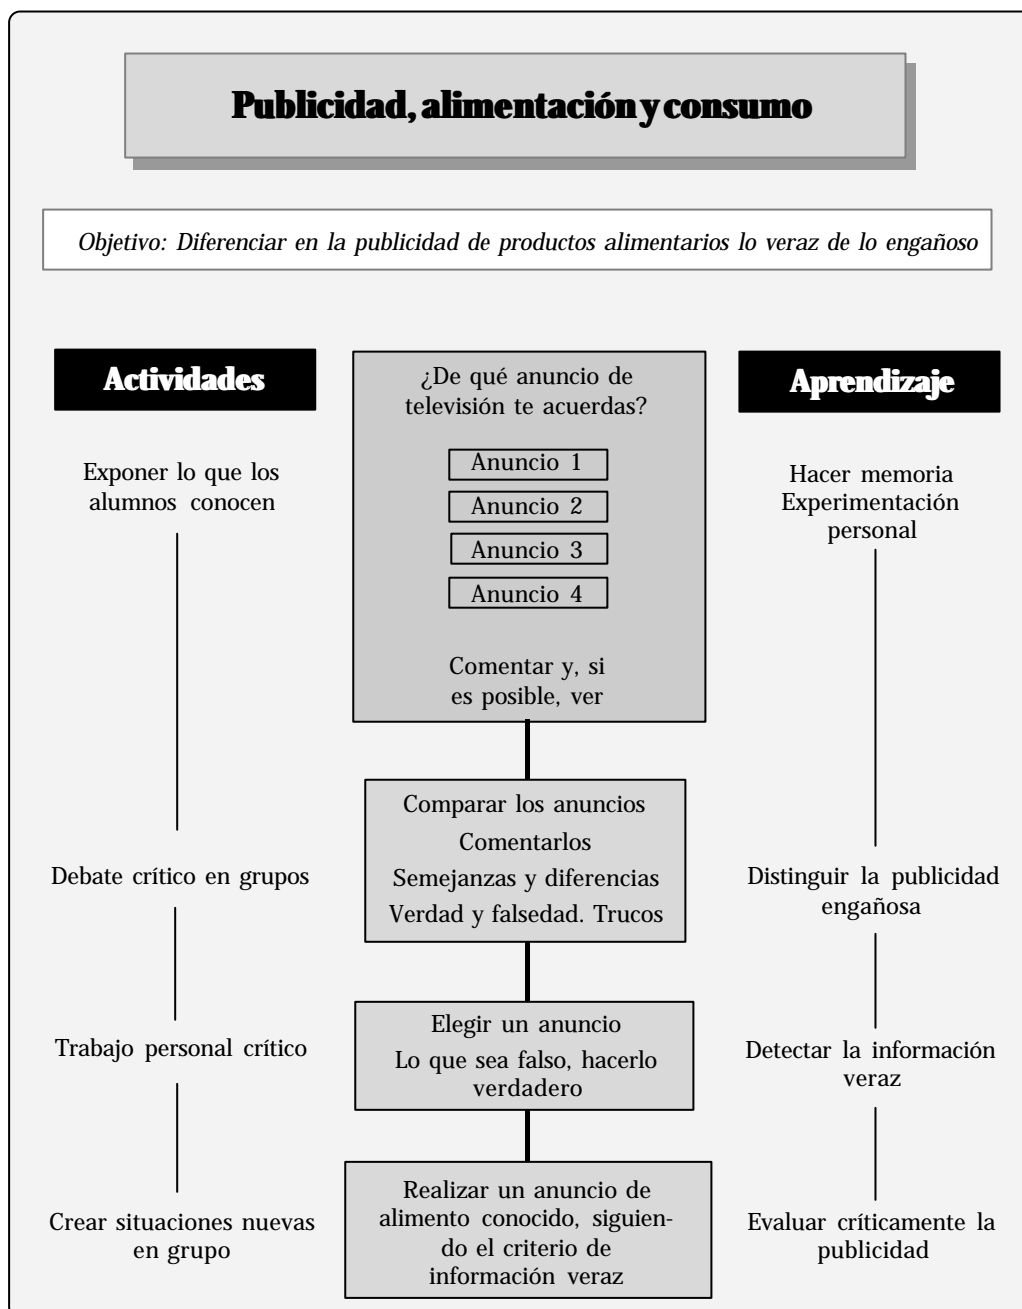 Publicidad, alimentación y consumo
Objetivo: Diferenciar en la publicidad de productos alimentarios lo veraz de lo engañoso
Actividades
Exponer lo que los
alumnos conocen
Debate crítico en grupos
Trabajo personal crítico
Crear situaciones nuevas
en grupo
¿De qué anuncio de
televisión te acuerdas?
Anuncio 1
Anuncio 2
Anuncio 3
Anuncio 4
Comentar y, si
es posible, ver
Comparar los anuncios
Comentarlos
Semejanzas y diferencias
Verdad y falsedad. Trucos
Elegir un anuncio
Lo que sea falso, hacerlo
verdadero
Realizar un anuncio de
alimento conocido, siguien-
do el criterio de
información veraz
Aprendizaje
Hacer memoria
Experimentación
personal
Distinguir la publicidad
engañosa
Detectar la información
veraz
Evaluar críticamente la
publicidad